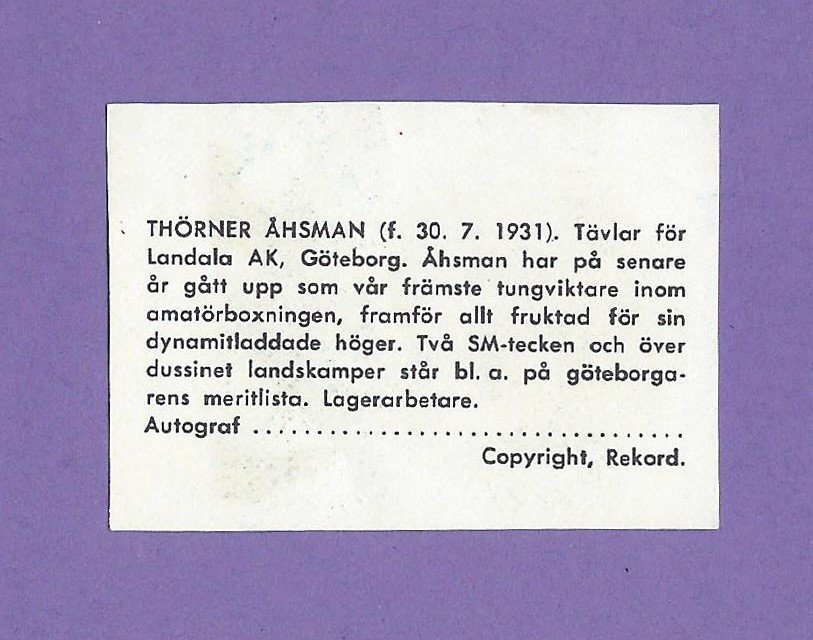 THÖRNER ÅHSMAN (f. 30. 7. 1931). Tävlar för
Landala AK, Göteborg. Åhsman har på senare
år gått upp som vår främste tungviktare inom
amatörboxningen, framför allt fruktad för sin
dynamitladdade höger. Två SM-tecken och över
dussinet landskamper står bl. a. på göteborga-
rens meritlista. Lagerarbetare.
Autograf ..................................
Copyright, Rekord.